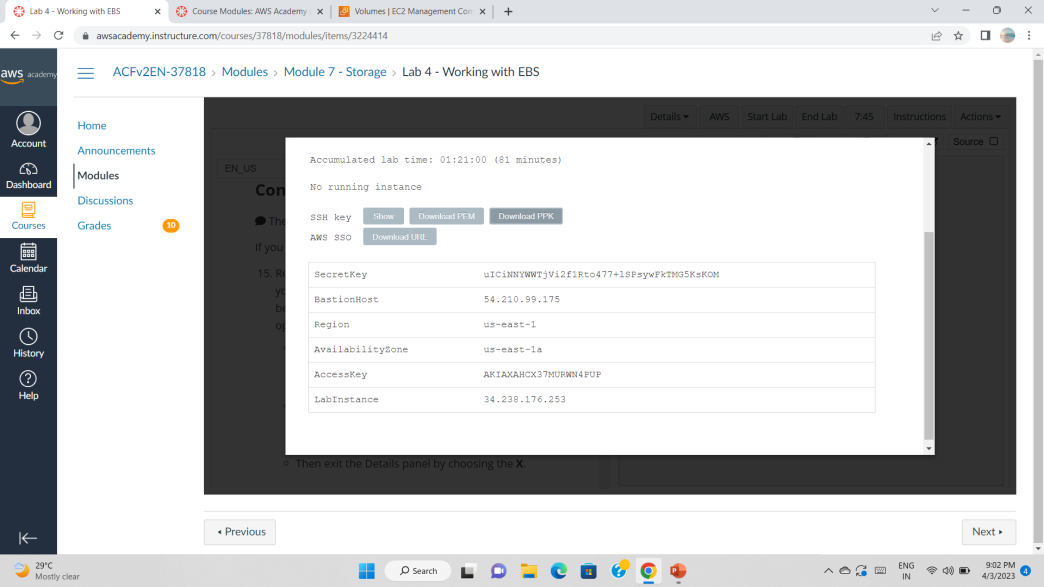 Lab 4 - Working with EBS
Course Modules: AWS Academy
Volumes | EC2 Management Con
awsacademy.instructure.com/courses/37818/modules/items/3224414
aws academy
ACFv2EN-37818 > Modules > Module 7 - Storage > Lab 4 - Working with EBS
Account
Dashboard
Courses
Calendar
Inbox
History
Help
Home
Announcements
Modules
Discussions
Grades 10
Details AWS Start Lab End Lab 7:45 Instructions Actions
Source
EN_US
Con
The
If you
15. R
yo
be
op
Accumulated lab time: 01:21:00 (81 minutes)
No running instance
SSH key Show Download PEM Download PPK
AWS SSO Download URL
SecretKey uICiNNYWWTjVi2f1Rto477+lSPsywFkTMG5KsKOM
BastionHost 54.210.99.175
Region us-east-1
AvailabilityZone us-east-1a
AccessKey AKIAXAHCX37MURWN4PUP
LabInstance 34.238.176.253
Then exit the Details panel by choosing the X.
Previous
Next
29°C
Mostly clear
Search
ENG
IN
9:02 PM
4/3/2023
4